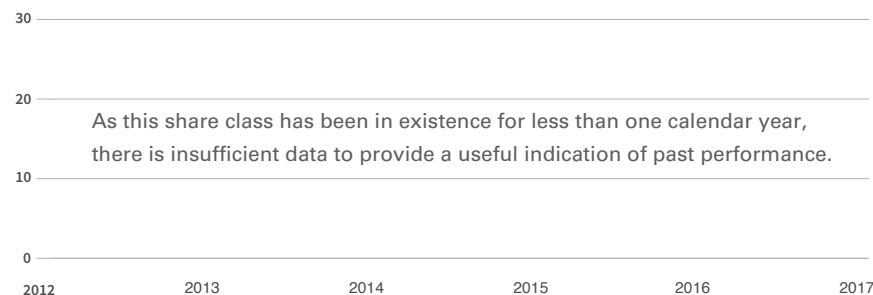 30
20
As this share class has been in existence for less than one calendar year,
there is insufficient data to provide a useful indication of past performance.
10
0
2012 2013 2014 2015 2016 2017